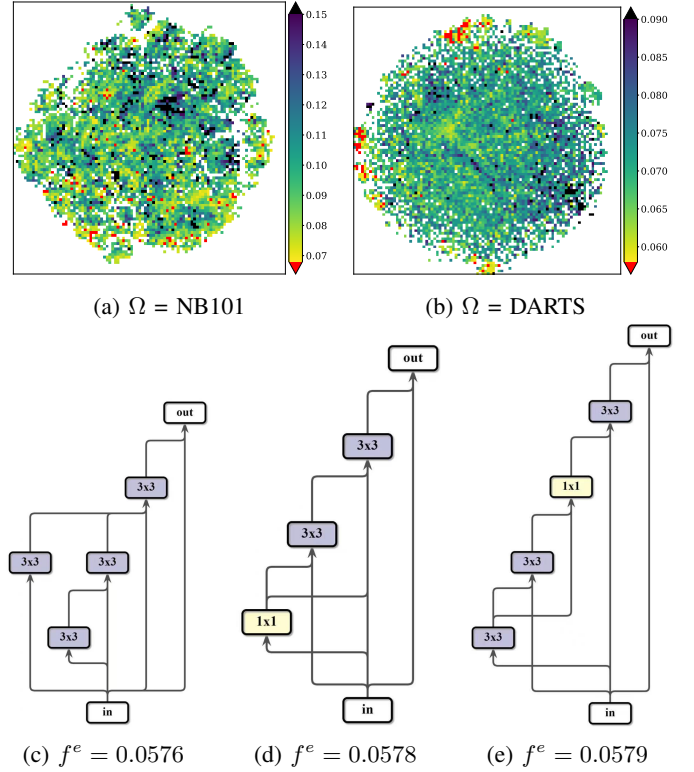 0.15
0.14
0.13
0.12
0.11
0.10
0.09
0.08
0.07
0.090
0.085
0.080
0.075
0.070
0.065
0.060
(a) Ω = NB101
(b) Ω = DARTS
out
3x3
3x3
3x3
3x3
in
out
3x3
3x3
1x1
in
out
3x3
1x1
3x3
3x3
in
(c) fᵉ = 0.0576
(d) fᵉ = 0.0578
(e) fᵉ = 0.0579